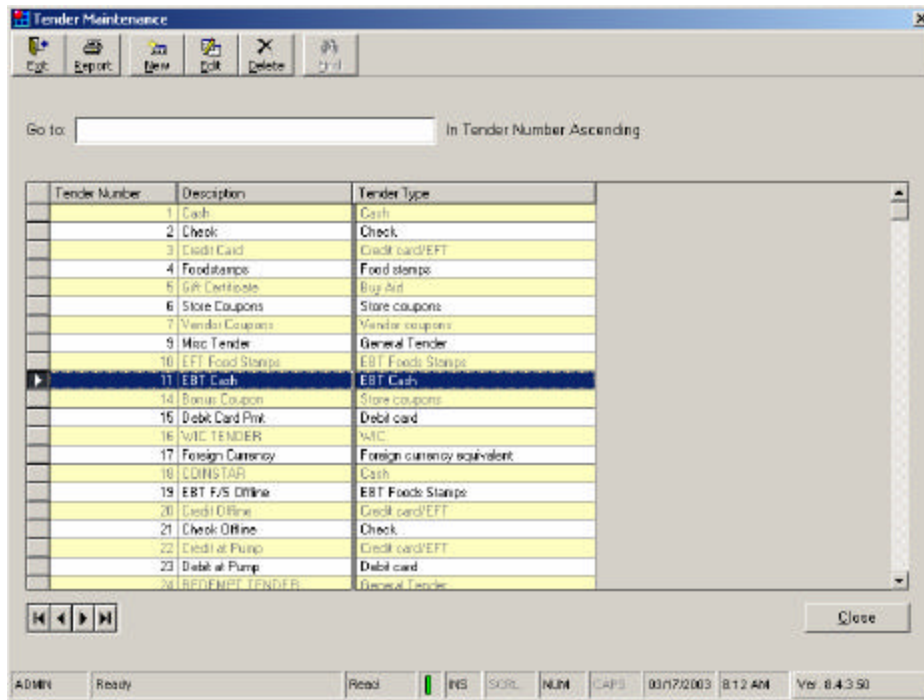 Tender Maintenance
Exit Report New Edit Delete Find
Go to: In Tender Number Ascending
Tender Number Description Tender Type
1 Cash Cash
2 Check Check
3 Credit Card Credit card/EFT
4 Foodstamps Food stamps
5 Gift Certificate Buy Aid
6 Store Coupons Store coupons
7 Vendor Coupons Vendor coupons
9 Misc Tender General Tender
10 EFT Food Stamps EBT Foods Stamps
11 EBT Cash EBT Cash
14 Bonus Coupon Store coupons
15 Debit Card Pmt Debit card
16 WIC TENDER WIC
17 Foreign Currency Foreign currency equivalent
18 COINSTAR Cash
19 EBT F/S Offline EBT Foods Stamps
20 Credit Offline Credit card/EFT
21 Check Offline Check
22 Credit at Pump Credit card/EFT
23 Debit at Pump Debit card
24 REDEMPT TENDER General Tender
Close
ADMIN Ready Read INS SCRL NUM CAPS 03/17/2003 8:12 AM Ver. 8.4.3.50